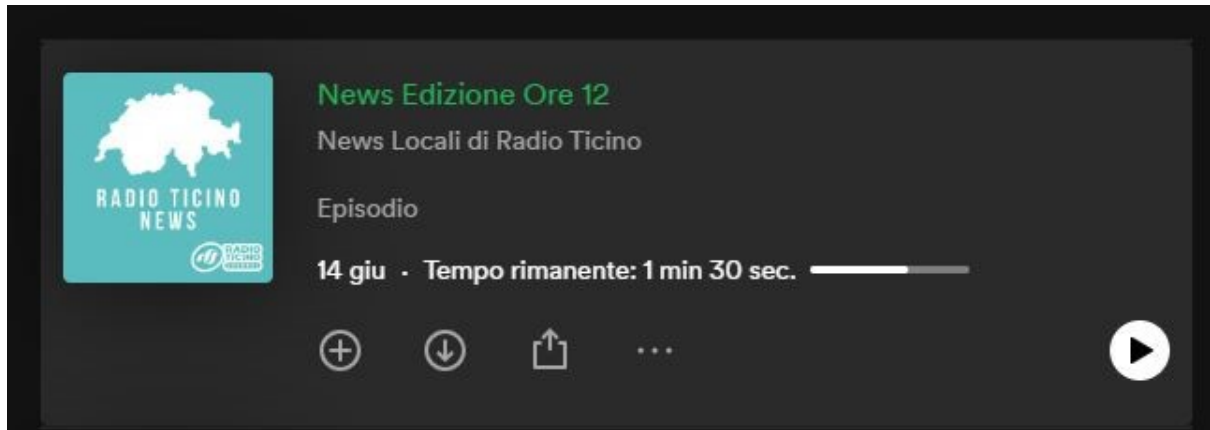 RADIO TICINO
NEWS
RADIO
TICINO
News Edizione Ore 12
News Locali di Radio Ticino
Episodio
14 giu · Tempo rimanente: 1 min 30 sec.